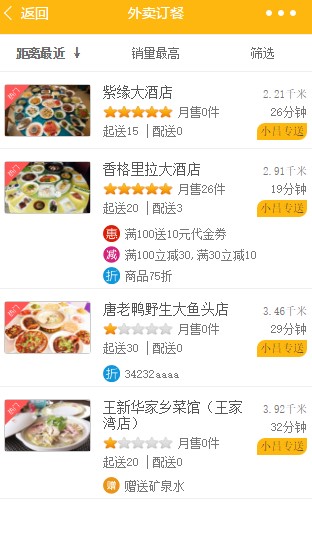 返回 外卖订餐
距离最近 ↓ 销量最高 筛选
热门 紫缘大酒店 2.21千米
月售0件 26分钟
起送15 配送0 小吕专送
热门 香格里拉大酒店 2.91千米
月售26件 19分钟
起送20 配送3 小吕专送
惠 满100送10元代金券
减 满100立减30,满30立减10
折 商品75折
热门 唐老鸭野生大鱼头店 3.46千米
月售0件 29分钟
起送30 配送0 小吕专送
折 34232aaaa
热门 王新华家乡菜馆（王家 3.92千米
湾店） 32分钟
月售0件 小吕专送
起送20 配送0
赠 赠送矿泉水